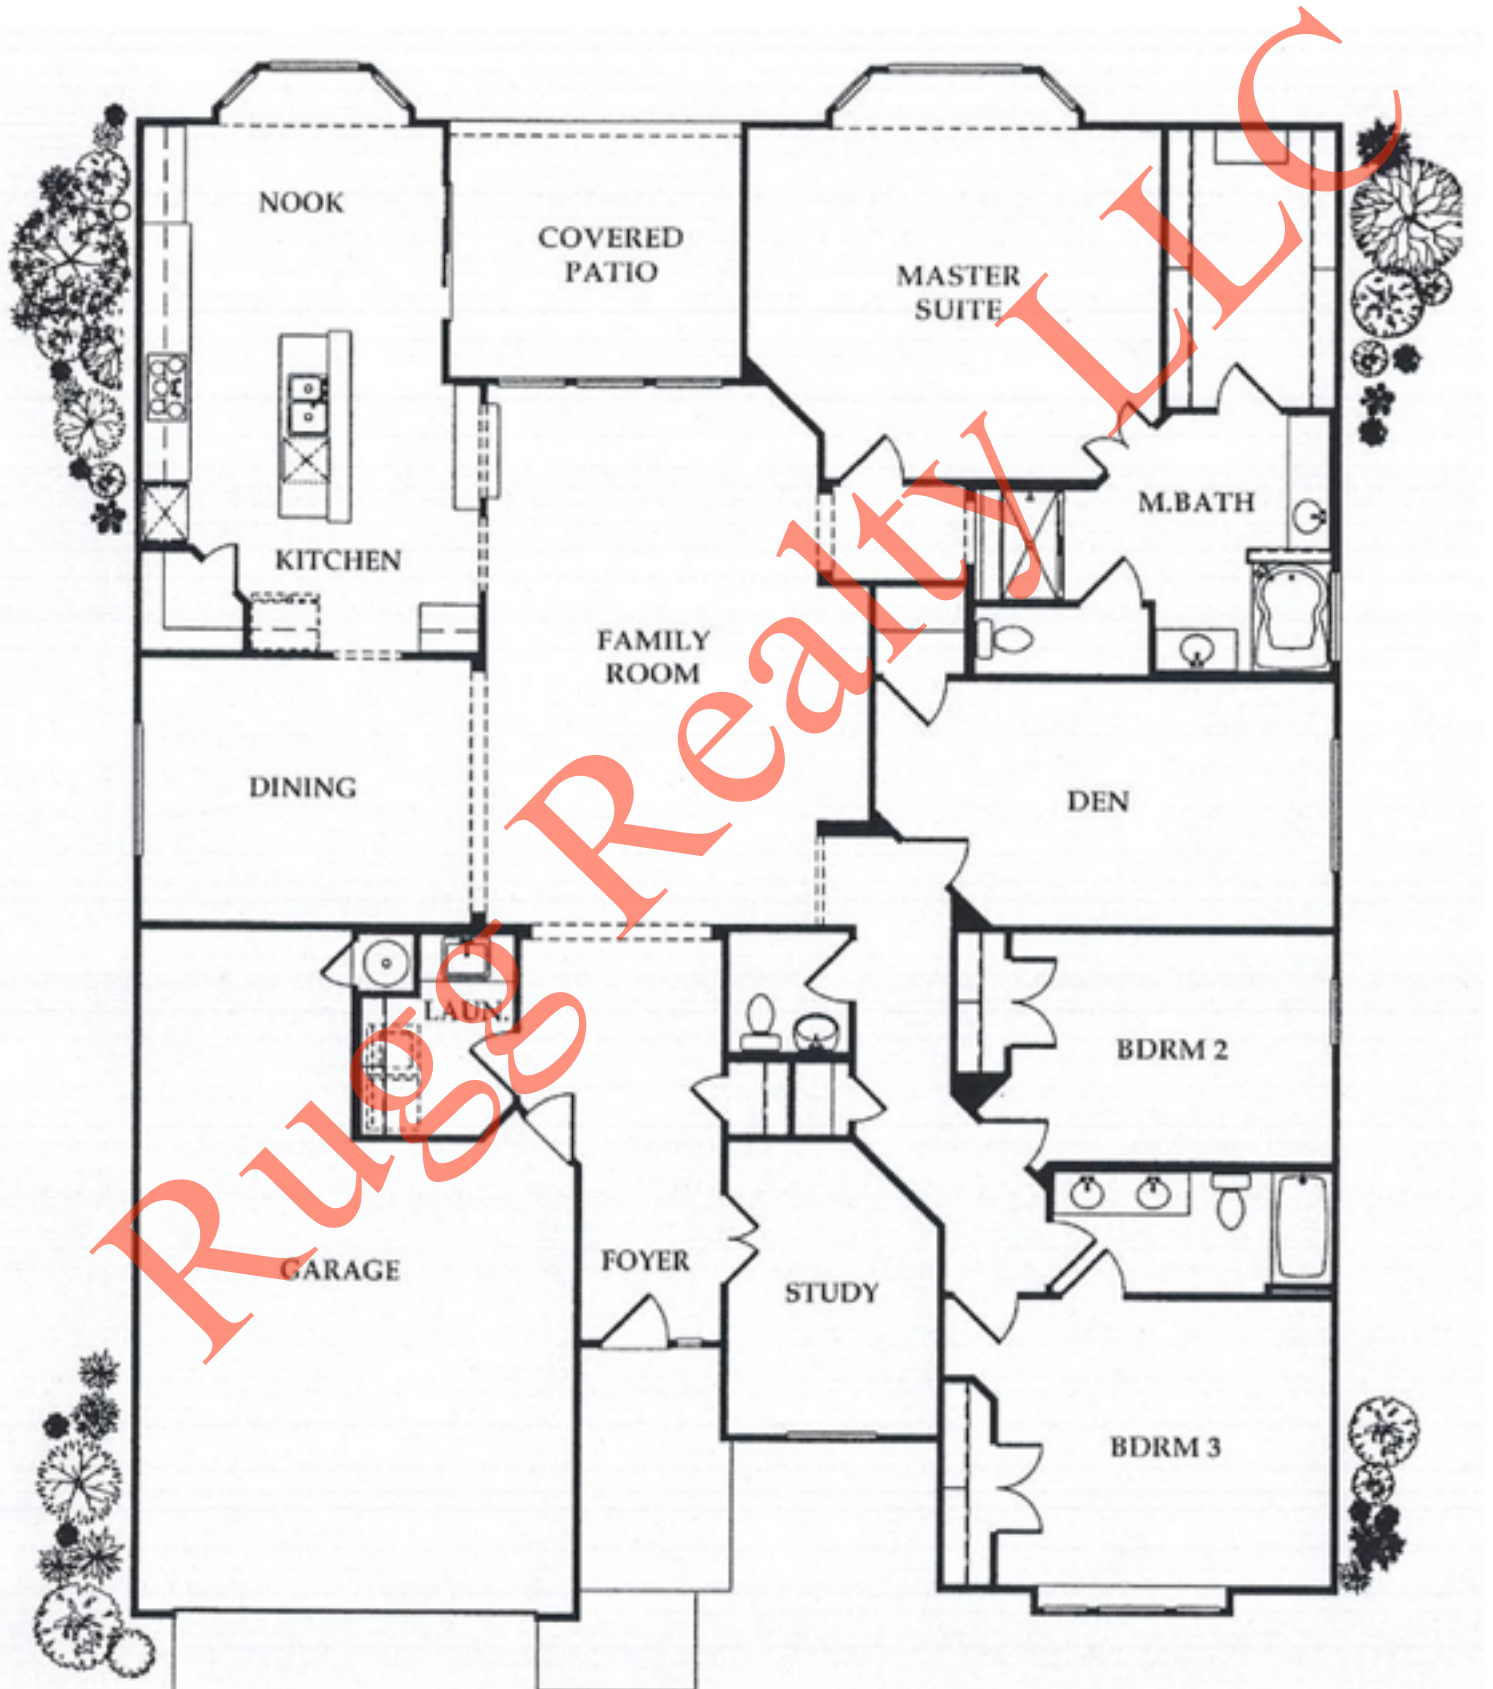 NOOK
COVERED
PATIO
MASTER
SUITE
M.BATH
KITCHEN
FAMILY
ROOM
DINING
DEN
LAUN.
BDRM 2
GARAGE
FOYER
STUDY
BDRM 3
Rugg Realty LLC